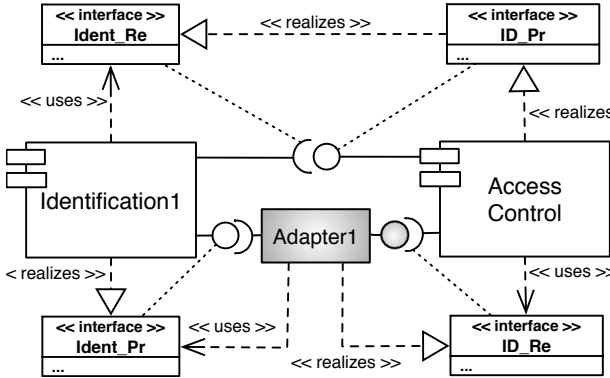 << interface >>
Ident_Re
...
<< realizes >>
<< interface >>
ID_Pr
...
<< uses >>
<< realizes
Identification1
Access
Control
Adapter1
< realizes >>
<< uses >>
<< interface >>
Ident_Pr
...
<< uses >>
<< realizes >>
<< interface >>
ID_Re
...